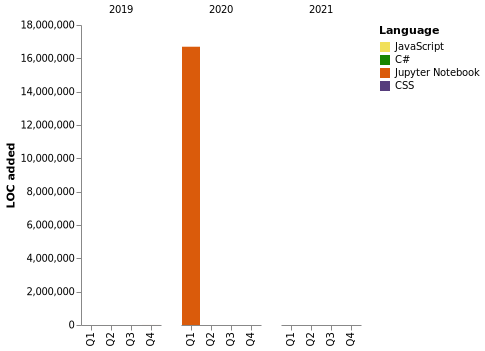 2019 2020 2021
Language
JavaScript
C#
Jupyter Notebook
CSS
LOC added
18,000,000
16,000,000
14,000,000
12,000,000
10,000,000
8,000,000
6,000,000
4,000,000
2,000,000
0
Q1 Q2 Q3 Q4 Q1 Q2 Q3 Q4 Q1 Q2 Q3 Q4